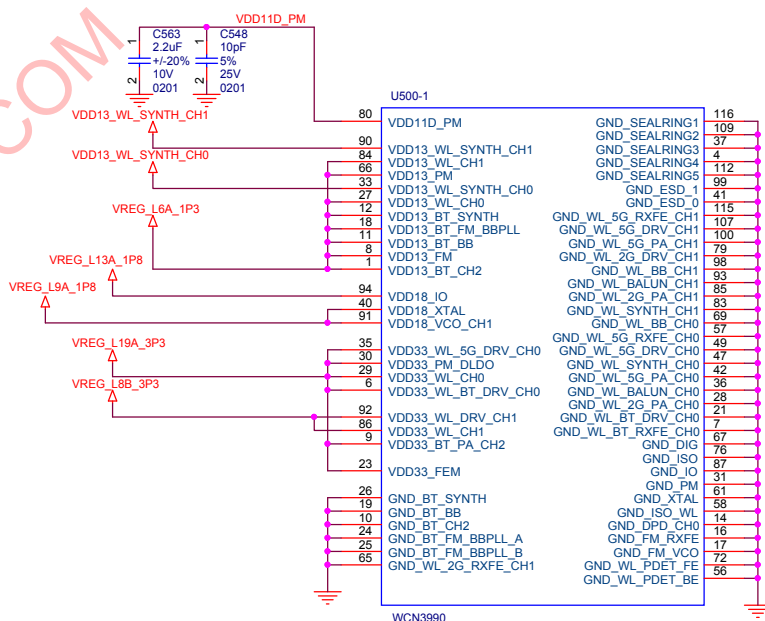 COM
VDD11D_PM
1 C563 1 C548
2.2uF 10pF
+/-20% 5%
2 10V 2 25V
0201 0201
U500-1
VDD13_WL_SYNTH_CH1
VDD13_WL_SYNTH_CH0
VREG_L6A_1P3
VREG_L13A_1P8
VREG_L9A_1P8
VREG_L19A_3P3
VREG_L8B_3P3
80 VDD11D_PM
90 VDD13_WL_SYNTH_CH1
84 VDD13_WL_CH1
66 VDD13_PM
33 VDD13_WL_SYNTH_CH0
27 VDD13_WL_CH0
12 VDD13_BT_SYNTH
18 VDD13_BT_FM_BBPLL
11 VDD13_BT_BB
8 VDD13_FM
1 VDD13_BT_CH2
94 VDD18_IO
40 VDD18_XTAL
91 VDD18_VCO_CH1
35 VDD33_WL_5G_DRV_CH0
30 VDD33_PM_DLDO
29 VDD33_WL_CH0
6 VDD33_WL_BT_DRV_CH0
92 VDD33_WL_DRV_CH1
86 VDD33_WL_CH1
9 VDD33_BT_PA_CH2
23 VDD33_FEM
26 GND_BT_SYNTH
19 GND_BT_BB
10 GND_BT_CH2
24 GND_BT_FM_BBPLL_A
25 GND_BT_FM_BBPLL_B
65 GND_WL_2G_RXFE_CH1
GND_SEALRING1 116
GND_SEALRING2 109
GND_SEALRING3 37
GND_SEALRING4 4
GND_SEALRING5 112
GND_ESD_1 99
GND_ESD_0 41
GND_WL_5G_RXFE_CH1 115
GND_WL_5G_DRV_CH1 107
GND_WL_5G_PA_CH1 100
GND_WL_2G_DRV_CH1 79
GND_WL_BB_CH1 98
GND_WL_BALUN_CH1 93
GND_WL_2G_PA_CH1 85
GND_WL_SYNTH_CH1 83
GND_WL_BB_CH0 69
GND_WL_5G_RXFE_CH0 57
GND_WL_5G_DRV_CH0 49
GND_WL_SYNTH_CH0 47
GND_WL_5G_PA_CH0 42
GND_WL_BALUN_CH0 36
GND_WL_2G_PA_CH0 28
GND_WL_BT_DRV_CH0 21
GND_WL_BT_RXFE_CH0 7
GND_DIG 67
GND_ISO 76
GND_IO 87
GND_PM 31
GND_XTAL 61
GND_ISO_WL 58
GND_DPD_CH0 14
GND_FM_RXFE 16
GND_FM_VCO 17
GND_WL_PDET_FE 72
GND_WL_PDET_BE 56
WCN3990